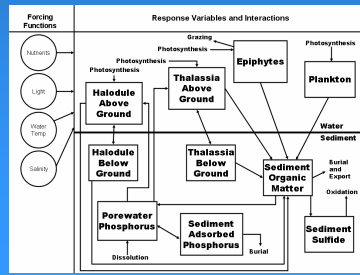 Forcing
Functions
Response Variables and Interactions
Nutrients
Light
Water
Temp
Salinity
Grazing
Photosynthesis
Photosynthesis
Photosynthesis
Photosynthesis
Epiphytes
Plankton
Thalassia
Above
Ground
Halodule
Above
Ground
Water
Sediment
Halodule
Below
Ground
Thalassia
Below
Ground
Sediment
Organic
Matter
Burial
and
Export
Oxidation
Porewater
Phosphorus
Sediment
Adsorbed
Phosphorus
Sediment
Sulfide
Dissolution
Burial